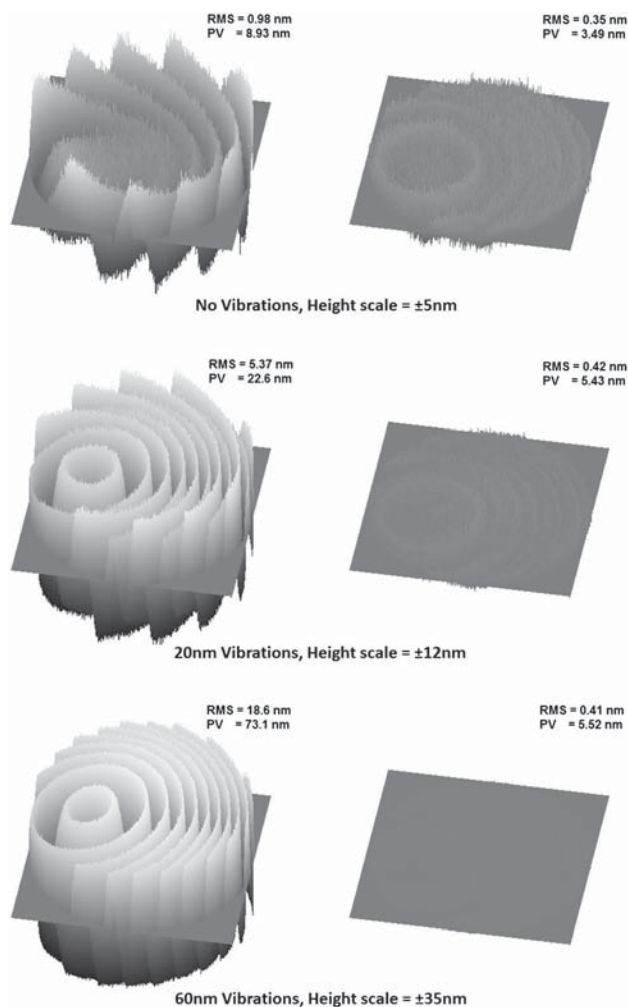 RMS = 0.98 nm
PV = 8.93 nm
RMS = 0.35 nm
PV = 3.49 nm
No Vibrations, Height scale = ±5nm
RMS = 5.37 nm
PV = 22.6 nm
RMS = 0.42 nm
PV = 5.43 nm
20nm Vibrations, Height scale = ±12nm
RMS = 18.6 nm
PV = 73.1 nm
RMS = 0.41 nm
PV = 5.52 nm
60nm Vibrations, Height scale = ±35nm